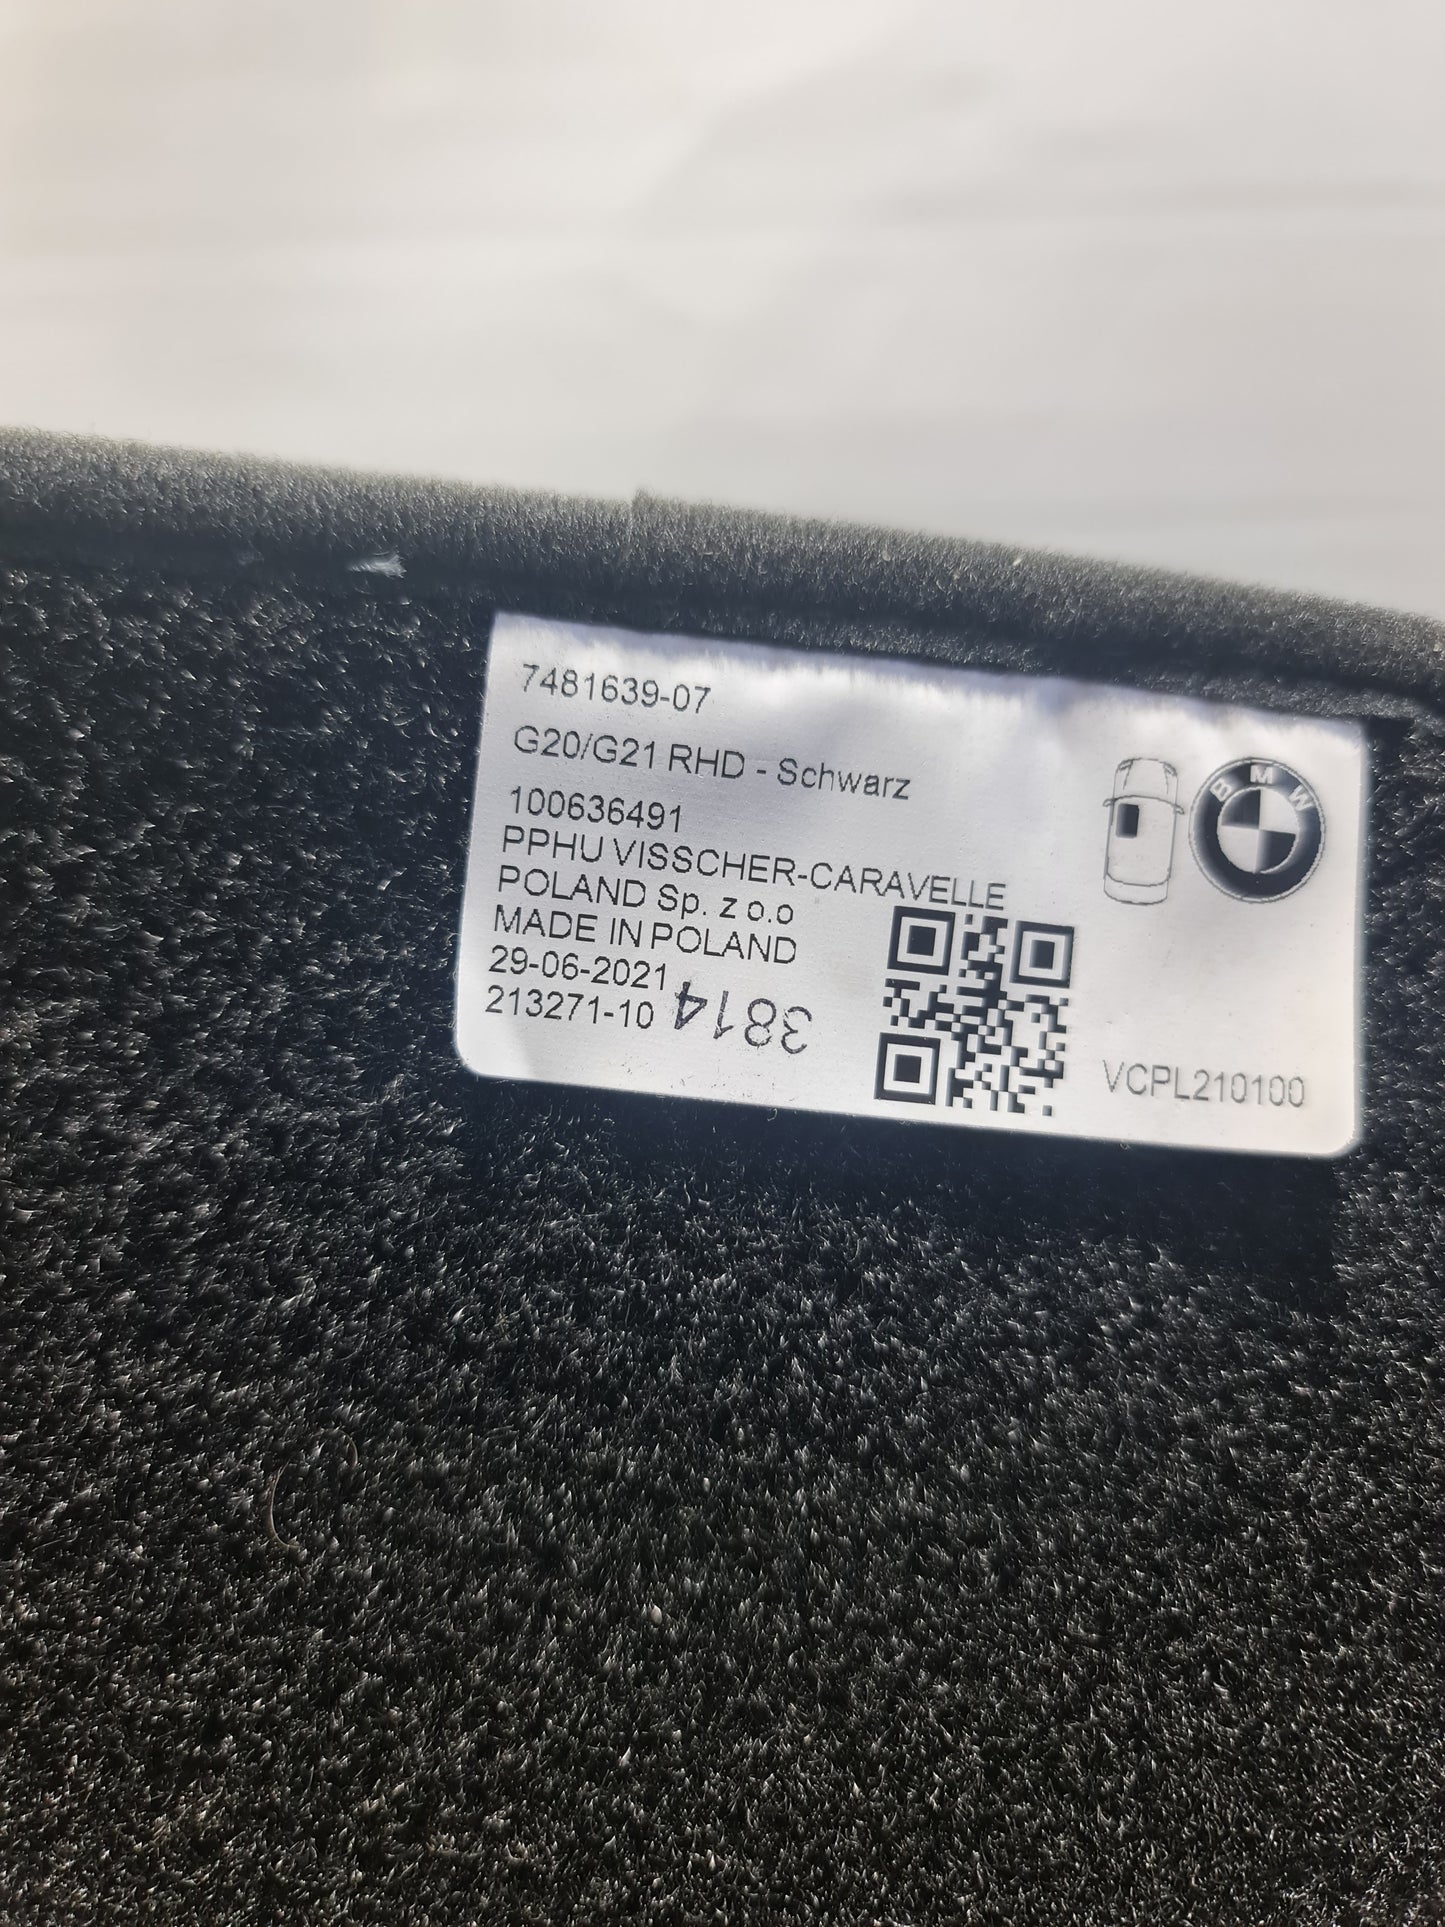 7481639-07
G20/G21 RHD - Schwarz
100636491
PPHU VISSCHER-CARAVELLE
POLAND Sp. z o.o
MADE IN POLAND
29-06-2021
213271-10
3814
BMW
VCPL210100